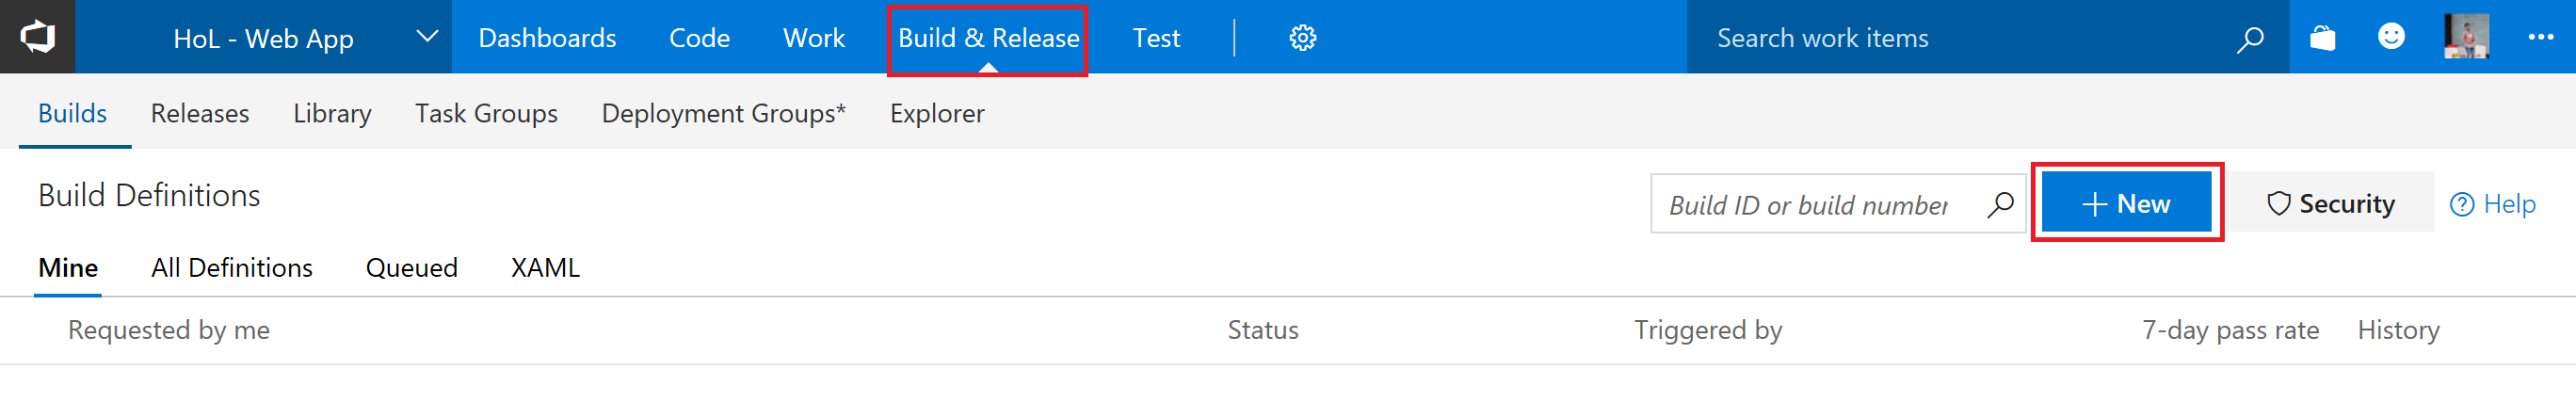 HoL - Web App Dashboards Code Work Build & Release Test Search work items
Builds Releases Library Task Groups Deployment Groups* Explorer
Build Definitions Build ID or build number + New Security Help
Mine All Definitions Queued XAML
Requested by me Status Triggered by 7-day pass rate History